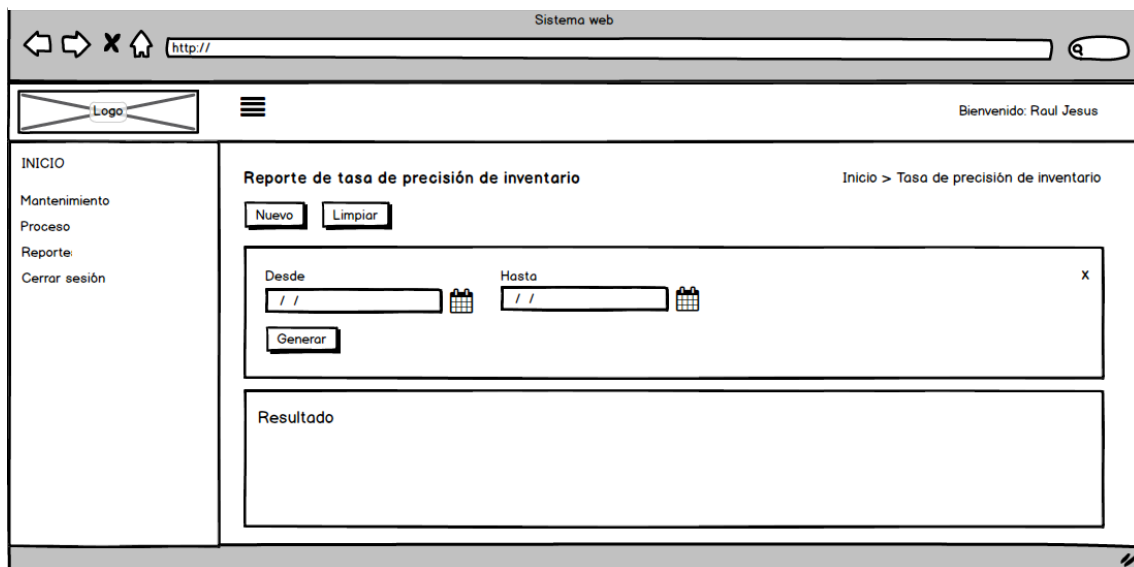 Sistema web
http://
Logo
Bienvenido: Raul Jesus
INICIO
Mantenimiento
Proceso
Reporte
Cerrar sesión
Reporte de tasa de precisión de inventario
Inicio > Tasa de precisión de inventario
Nuevo Limpiar
Desde Hasta X
/ / / /
Generar
Resultado